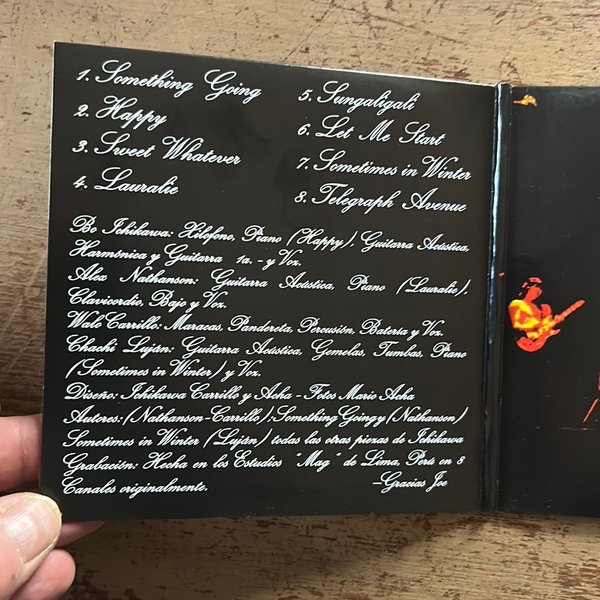 1. Something Going
2. Happy
3. Sweet Whatever
4. Lauralie
5. Sungaligali
6. Let Me Start
7. Sometimes in Winter
8. Telegraph Avenue
Bo Ichikawa: Xilofono, Piano (Happy), Guitarra Acústica,
Harmónica y Guitarra 1a. - y Voz.
Alex Nathanson: Guitarra Acústica, Piano (Lauralie),
Clavicordio, Bajo y Voz.
Walo Carrillo: Maracas, Pandereta, Percusión, Batería y Voz.
Chachi Luján: Guitarra Acústica, Gemelas, Tumbas, Piano
(Sometimes in Winter) y Voz.
Diseño: Ichikawa Carrillo y Acha - Fotos Mario Acha
Autores: (Nathanson-Carrillo); Something Going y (Nathanson)
Sometimes in Winter (Luján) todas las otras piezas de Ichikawa
Grabación: Hecha en los Estudios "Mag" de Lima, Perú en 8
Canales originalmente. -Gracias Joe